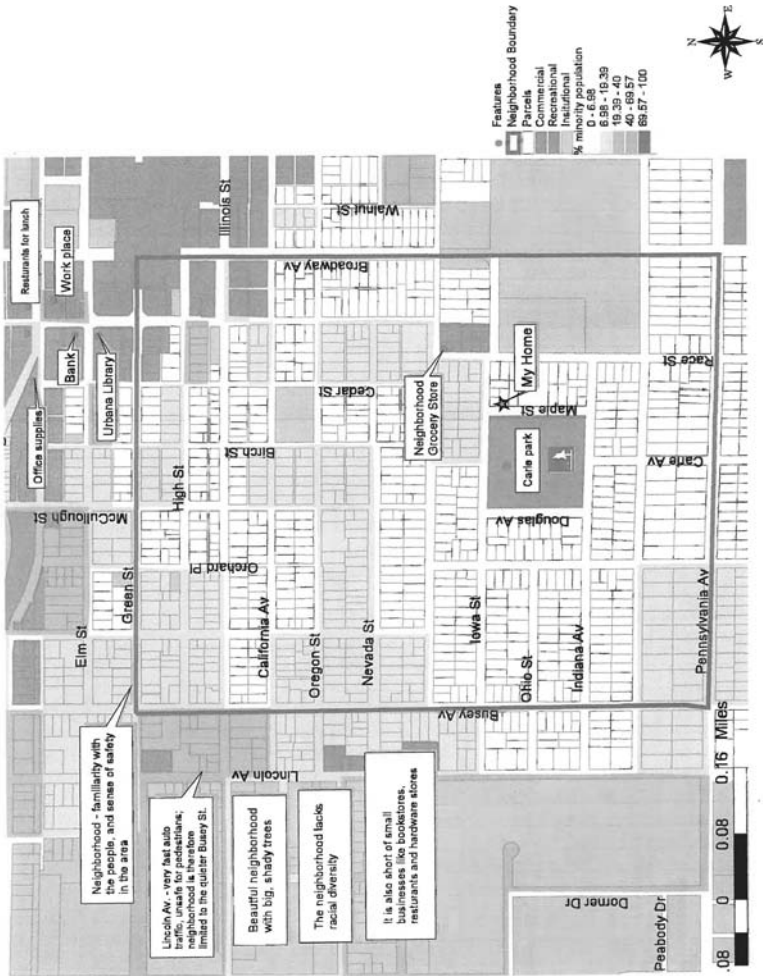 Resturants for lunch
Work place
Office supplies
Bank
Urbana Library
Illinois St
Walnut St
Broadway Av
McCullough St
Birch St
Cedar St
High St
Elm St
Green St
Orchard Pl
California Av
Oregon St
Nevada St
Neighborhood
Grocery Store
My Home
Maple St
Race St
Carle park
Carle Av
Douglas Av
Iowa St
Ohio St
Indiana Av
Pennsylvania Av
Busey Av
Lincoln Av
Dorner Dr
Peabody Dr
Neighborhood - familiarity with
the people, and sense of safety
in the area
Lincoln Av. - very fast auto
traffic, unsafe for pedestrians;
neighborhood is therefore
limited to the quieter Busey St.
Beautiful neighborhood
with big, shady trees
The neighborhood lacks
racial diversity
It is also short of small
businesses like bookstores,
resturants and hardware stores
Features
Neighborhood Boundary
Parcels
Commercial
Recreational
Insitutional
% minority population
0 - 6.98
6.98 - 19.39
19.39 - 40
40 - 69.57
69.57 - 100
N
E
S
W
.08
0
0.08
0.16 Miles